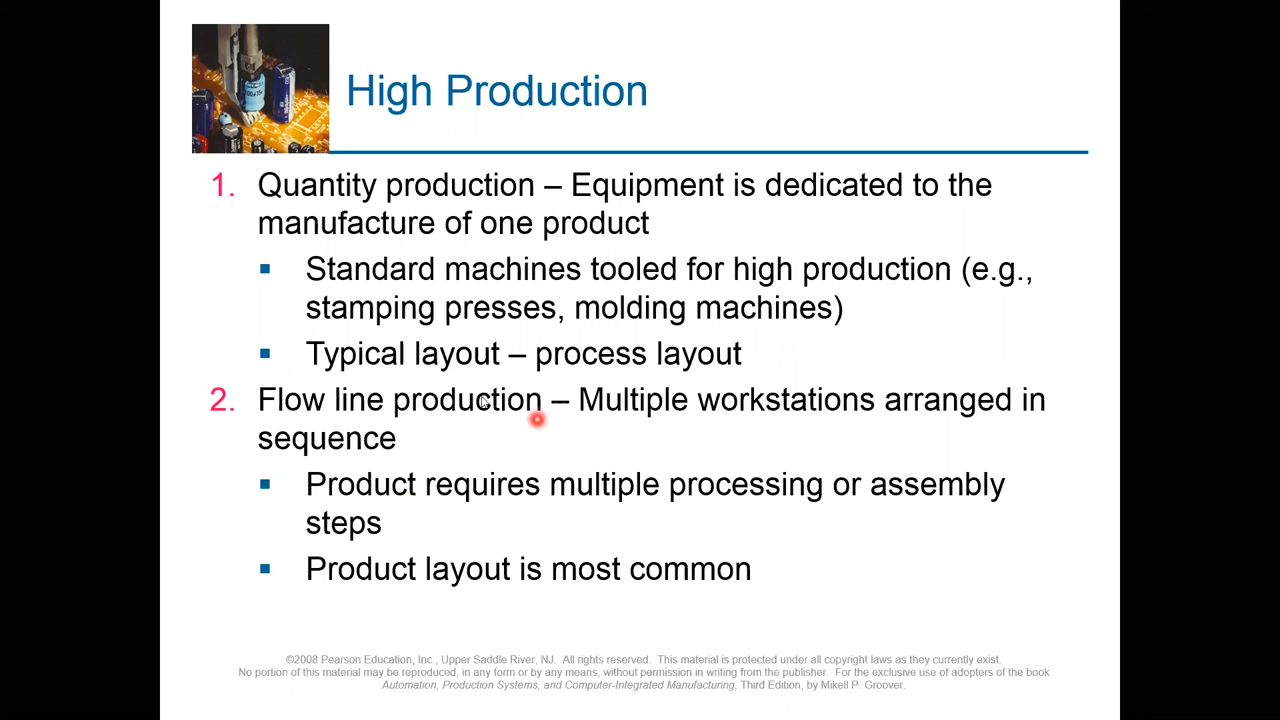 High Production
1. Quantity production – Equipment is dedicated to the
manufacture of one product
▪ Standard machines tooled for high production (e.g.,
stamping presses, molding machines)
▪ Typical layout – process layout
2. Flow line production – Multiple workstations arranged in
sequence
▪ Product requires multiple processing or assembly
steps
▪ Product layout is most common
©2008 Pearson Education, Inc., Upper Saddle River, NJ. All rights reserved. This material is protected under all copyright laws as they currently exist.
No portion of this material may be reproduced, in any form or by any means, without permission in writing from the publisher. For the exclusive use of adopters of the book
Automation, Production Systems, and Computer-Integrated Manufacturing, Third Edition, by Mikell P. Groover.